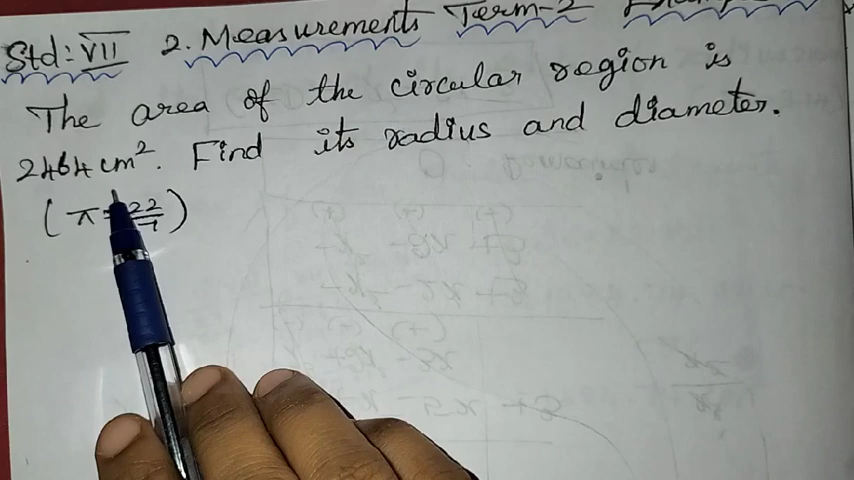 Std: VII 2. Measurements Term-2
The area of the circular region is
2464 cm². Find its radius and diameter.
(π = 22/7)